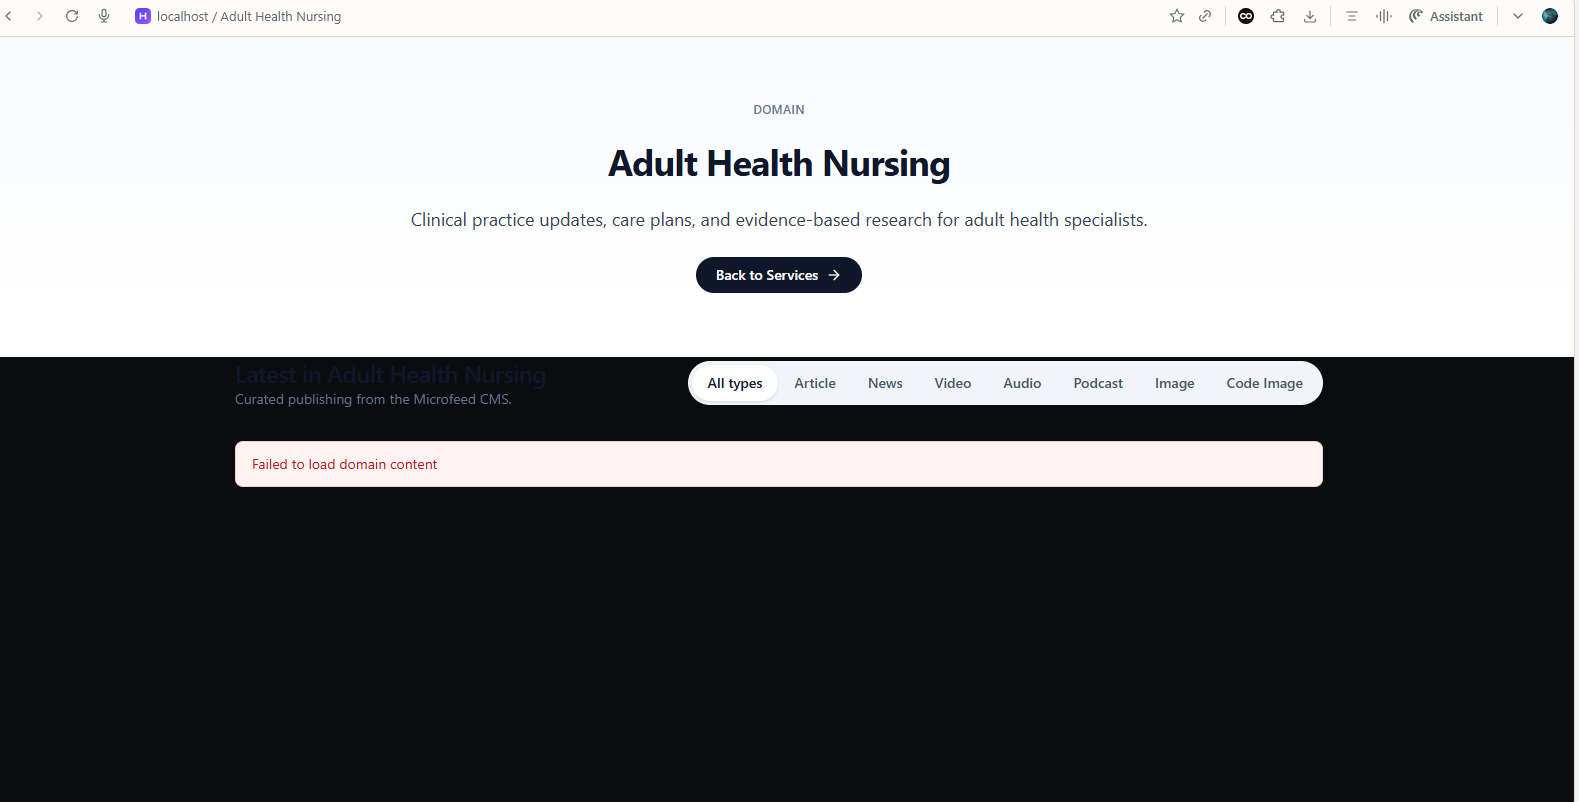 H localhost / Adult Health Nursing
CO Assistant
DOMAIN
Adult Health Nursing
Clinical practice updates, care plans, and evidence-based research for adult health specialists.
Back to Services →
Latest in Adult Health Nursing
Curated publishing from the Microfeed CMS.
All types Article News Video Audio Podcast Image Code Image
Failed to load domain content